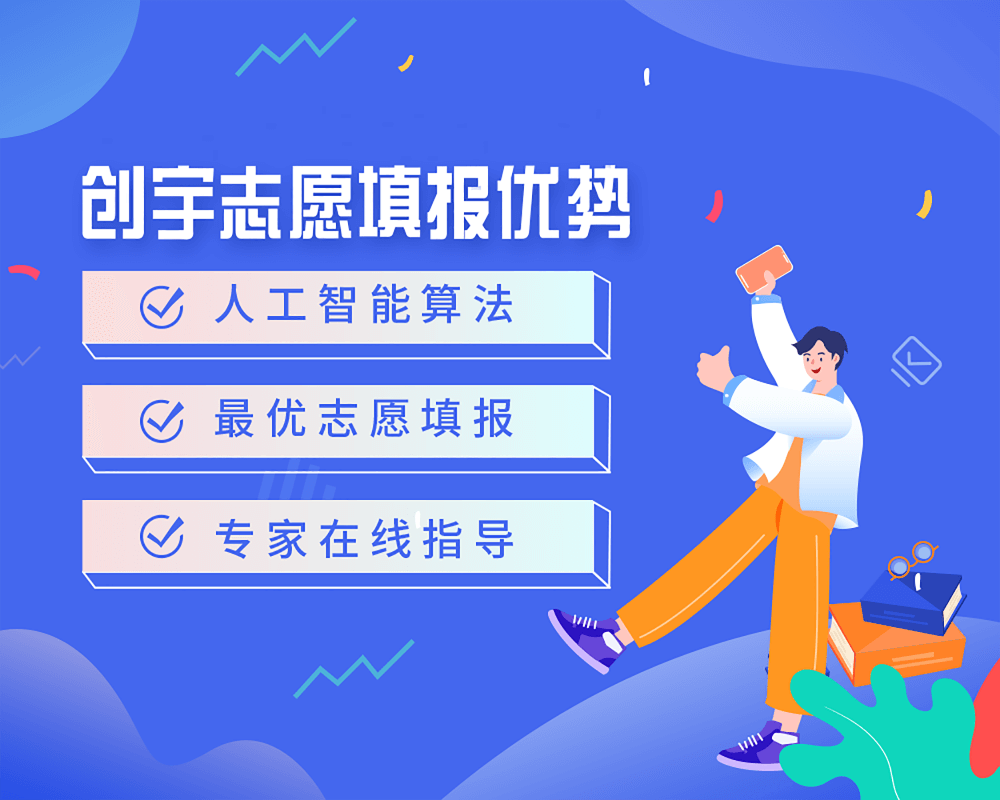 创宇志愿填报优势
人工智能算法
最优志愿填报
专家在线指导